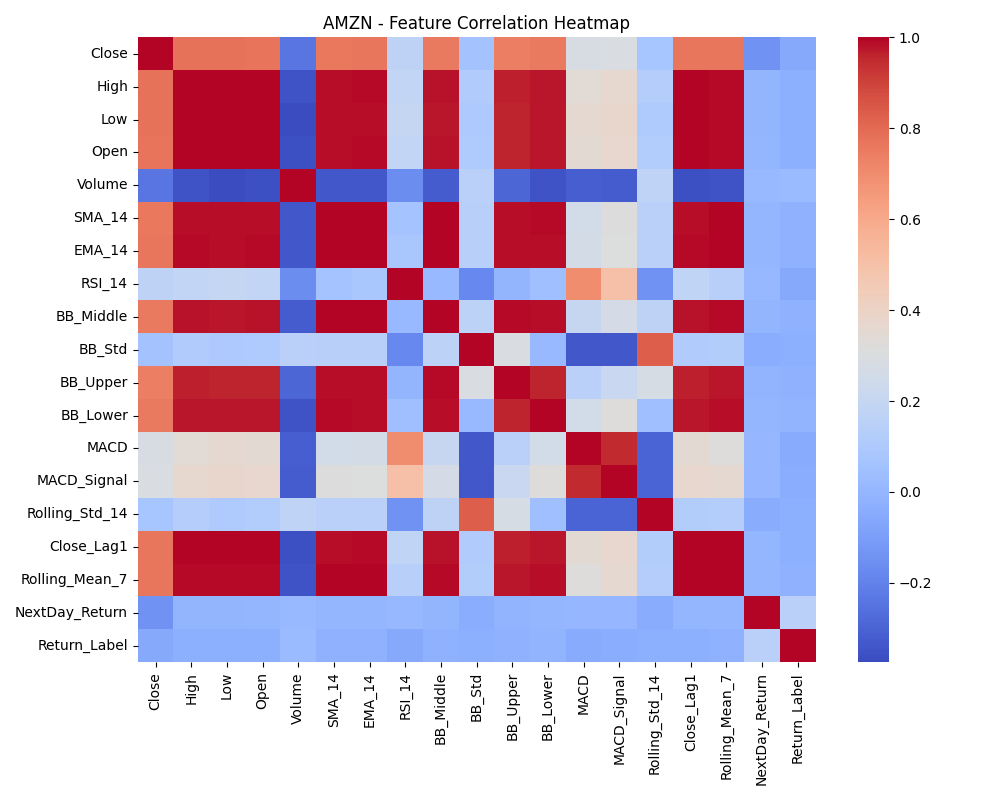 AMZN - Feature Correlation Heatmap
Close
High
Low
Open
Volume
SMA_14
EMA_14
RSI_14
BB_Middle
BB_Std
BB_Upper
BB_Lower
MACD
MACD_Signal
Rolling_Std_14
Close_Lag1
Rolling_Mean_7
NextDay_Return
Return_Label
Close
High
Low
Open
Volume
SMA_14
EMA_14
RSI_14
BB_Middle
BB_Std
BB_Upper
BB_Lower
MACD
MACD_Signal
Rolling_Std_14
Close_Lag1
Rolling_Mean_7
NextDay_Return
Return_Label
1.0
0.8
0.6
0.4
0.2
0.0
−0.2